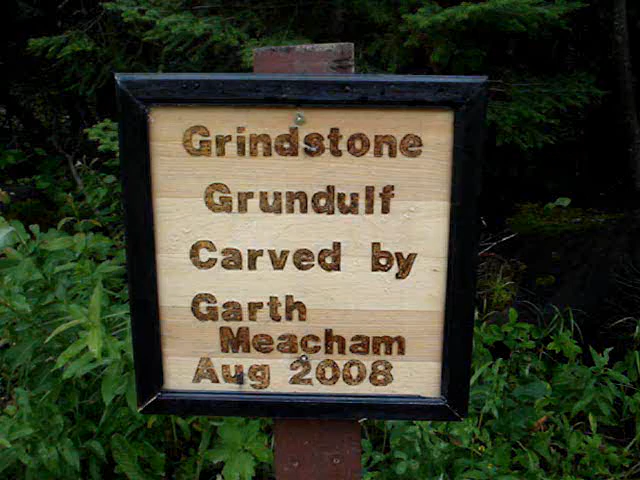 Grindstone
Grundulf
Carved by
Garth
Meacham
Aug 2008